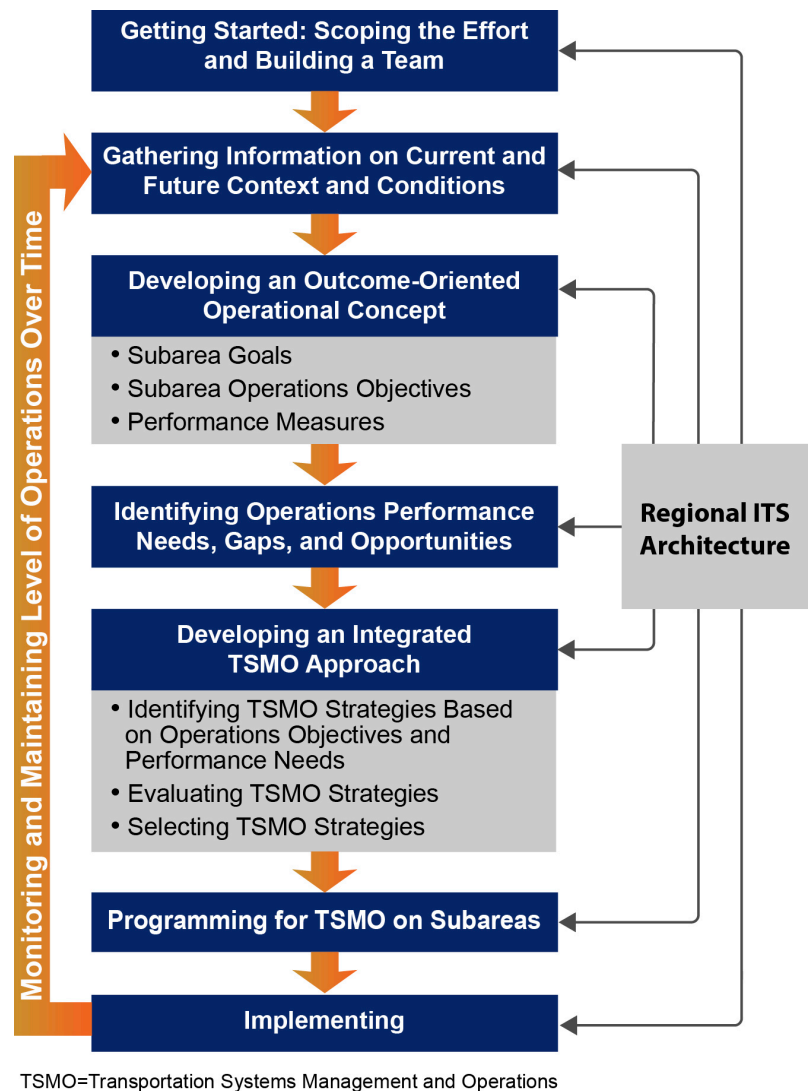 Getting Started: Scoping the Effort
and Building a Team
Gathering Information on Current and
Future Context and Conditions
Developing an Outcome-Oriented
Operational Concept
• Subarea Goals
• Subarea Operations Objectives
• Performance Measures
Identifying Operations Performance
Needs, Gaps, and Opportunities
Developing an Integrated
TSMO Approach
• Identifying TSMO Strategies Based
on Operations Objectives and
Performance Needs
• Evaluating TSMO Strategies
• Selecting TSMO Strategies
Programming for TSMO on Subareas
Implementing
Monitoring and Maintaining Level of Operations Over Time
Regional ITS
Architecture
TSMO=Transportation Systems Management and Operations